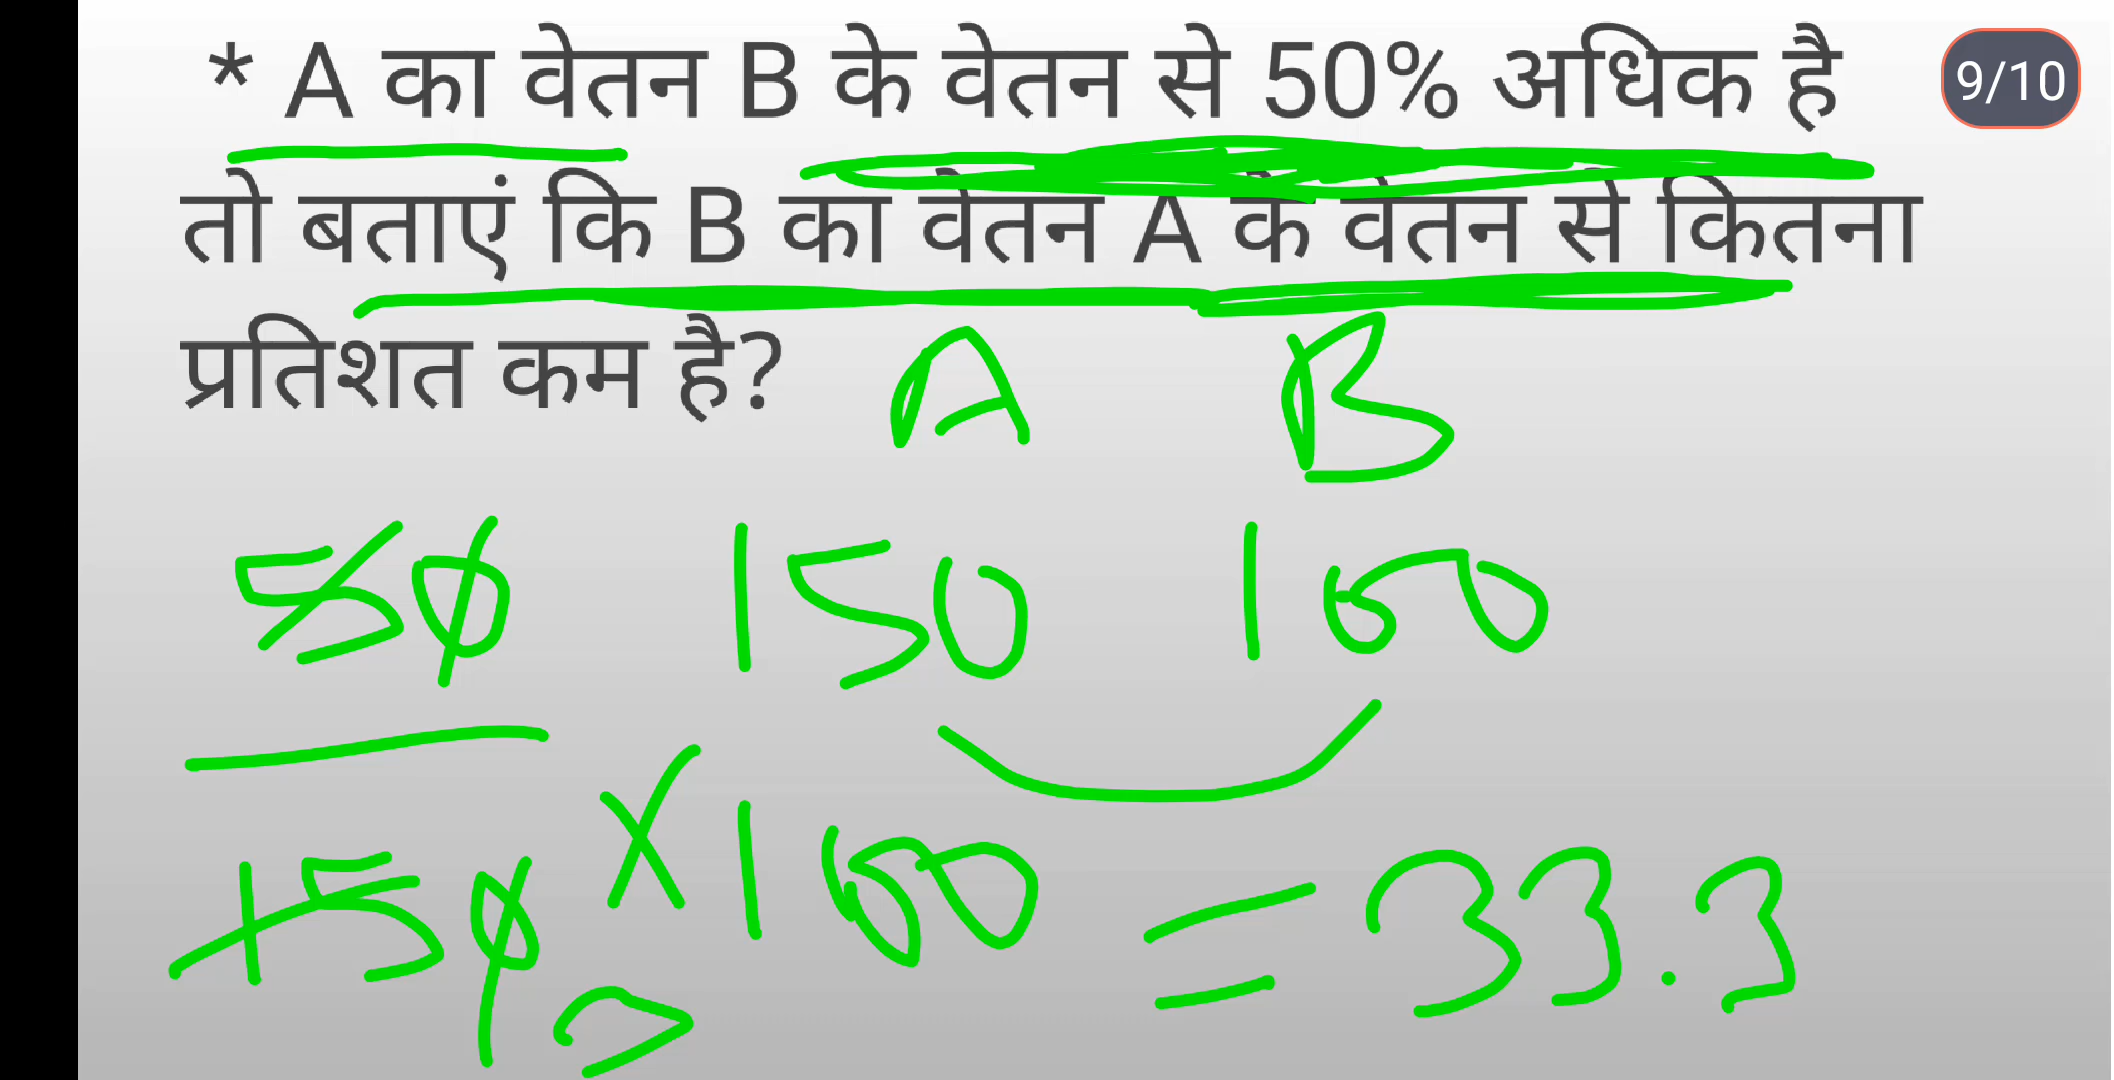 * A का वेतन B के वेतन से 50% अधिक है
9/10
तो बताएं कि B का वेतन A के वेतन से कितना
प्रतिशत कम है?
A B
50 150 100
150 × 100 = 33.3
3